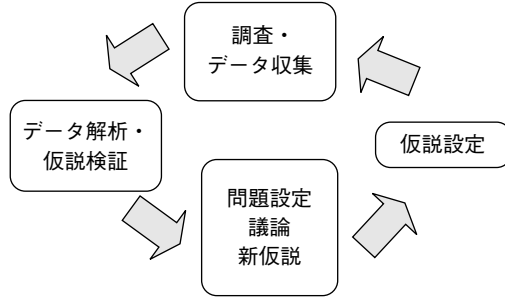 調査・
データ収集
データ解析・
仮説検証
仮説設定
問題設定
議論
新仮説